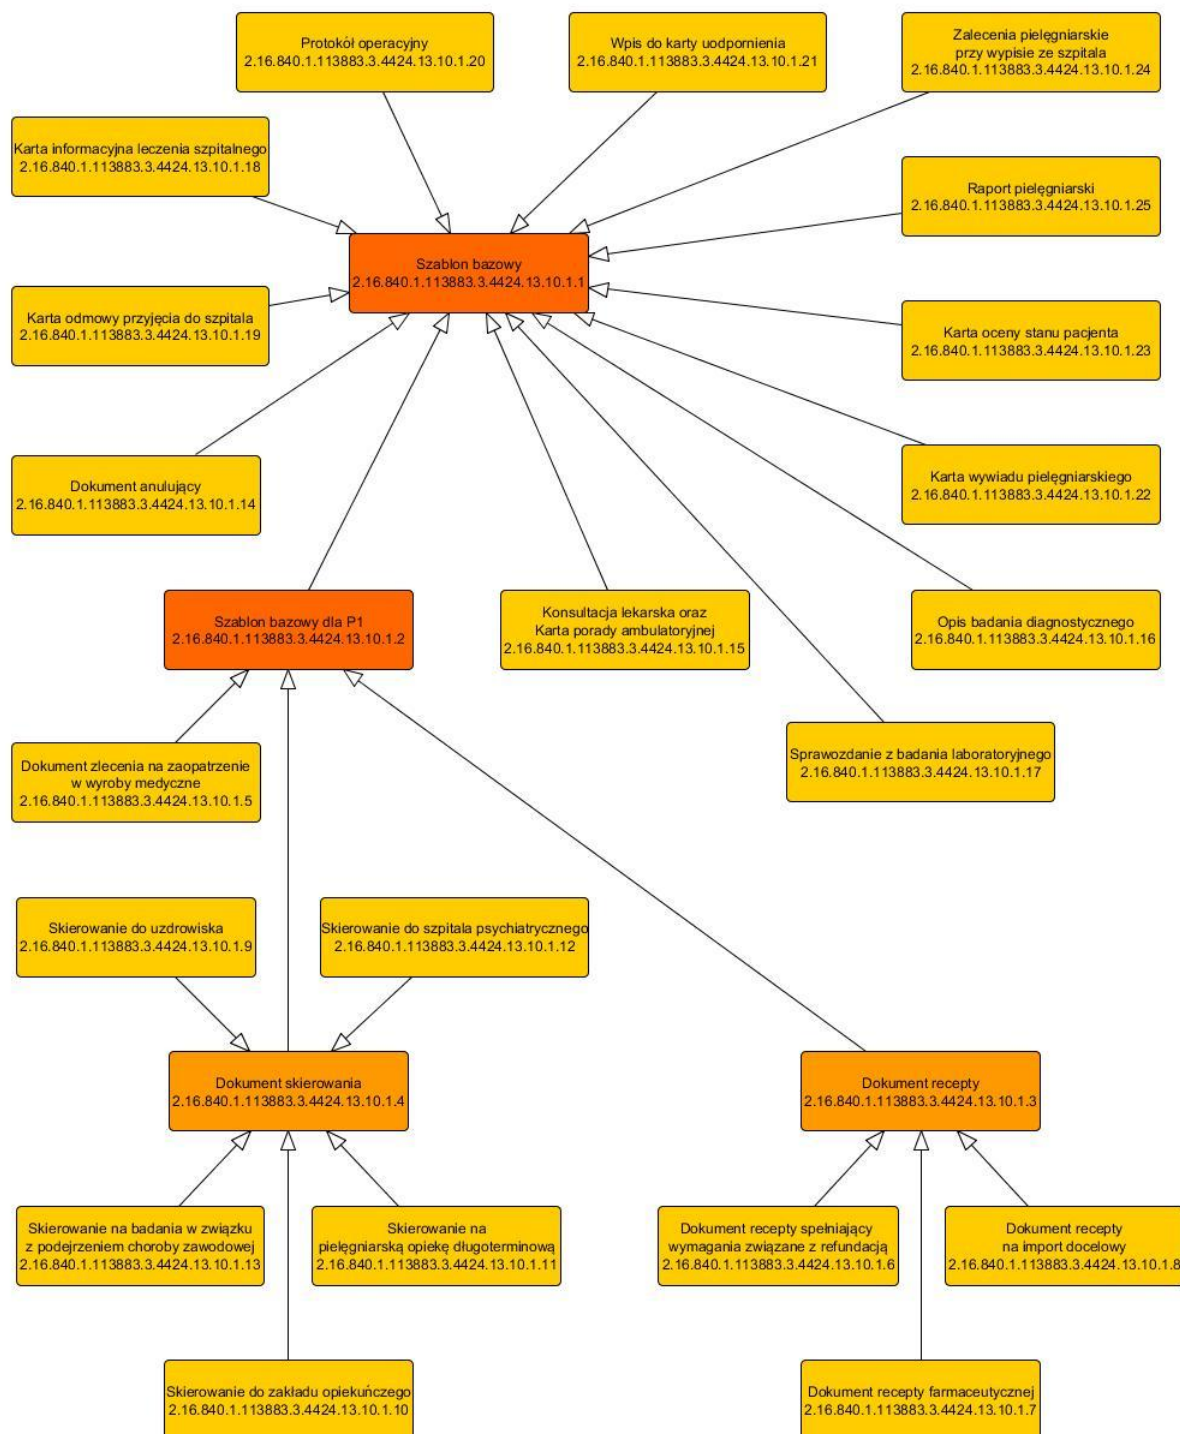 Protokół operacyjny
2.16.840.1.113883.3.4424.13.10.1.20
Wpis do karty uodpornienia
2.16.840.1.113883.3.4424.13.10.1.21
Zalecenia pielęgniarskie
przy wypisie ze szpitala
2.16.840.1.113883.3.4424.13.10.1.24
Karta informacyjna leczenia szpitalnego
2.16.840.1.113883.3.4424.13.10.1.18
Raport pielęgniarski
2.16.840.1.113883.3.4424.13.10.1.25
Szablon bazowy
2.16.840.1.113883.3.4424.13.10.1.1
Karta odmowy przyjęcia do szpitala
2.16.840.1.113883.3.4424.13.10.1.19
Karta oceny stanu pacjenta
2.16.840.1.113883.3.4424.13.10.1.23
Dokument anulujący
2.16.840.1.113883.3.4424.13.10.1.14
Karta wywiadu pielęgniarskiego
2.16.840.1.113883.3.4424.13.10.1.22
Szablon bazowy dla P1
2.16.840.1.113883.3.4424.13.10.1.2
Konsultacja lekarska oraz
Karta porady ambulatoryjnej
2.16.840.1.113883.3.4424.13.10.1.15
Opis badania diagnostycznego
2.16.840.1.113883.3.4424.13.10.1.16
Dokument zlecenia na zaopatrzenie
w wyroby medyczne
2.16.840.1.113883.3.4424.13.10.1.5
Sprawozdanie z badania laboratoryjnego
2.16.840.1.113883.3.4424.13.10.1.17
Skierowanie do uzdrowiska
2.16.840.1.113883.3.4424.13.10.1.9
Skierowanie do szpitala psychiatrycznego
2.16.840.1.113883.3.4424.13.10.1.12
Dokument skierowania
2.16.840.1.113883.3.4424.13.10.1.4
Dokument recepty
2.16.840.1.113883.3.4424.13.10.1.3
Skierowanie na badania w związku
z podejrzeniem choroby zawodowej
2.16.840.1.113883.3.4424.13.10.1.13
Skierowanie na
pielęgniarską opiekę długoterminową
2.16.840.1.113883.3.4424.13.10.1.11
Dokument recepty spełniający
wymagania związane z refundacją
2.16.840.1.113883.3.4424.13.10.1.6
Dokument recepty
na import docelowy
2.16.840.1.113883.3.4424.13.10.1.8
Skierowanie do zakładu opiekuńczego
2.16.840.1.113883.3.4424.13.10.1.10
Dokument recepty farmaceutycznej
2.16.840.1.113883.3.4424.13.10.1.7